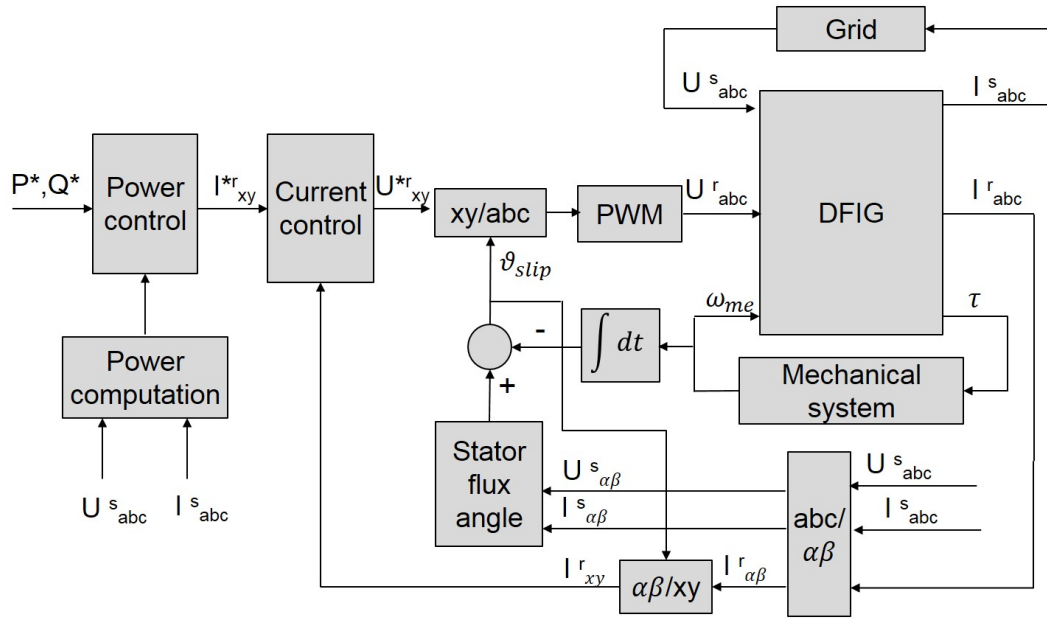 Grid
U s abc
I s abc
P*,Q*
Power
control
I*r xy
Current
control
U*r xy
xy/abc
PWM
U r abc
DFIG
I r abc
ϑslip
ωme
τ
-
∫ dt
+
Power
computation
Mechanical
system
U s abc
I s abc
Stator
flux
angle
U s αβ
I s αβ
abc/
αβ
U s abc
I s abc
I r xy
αβ/xy
I r αβ